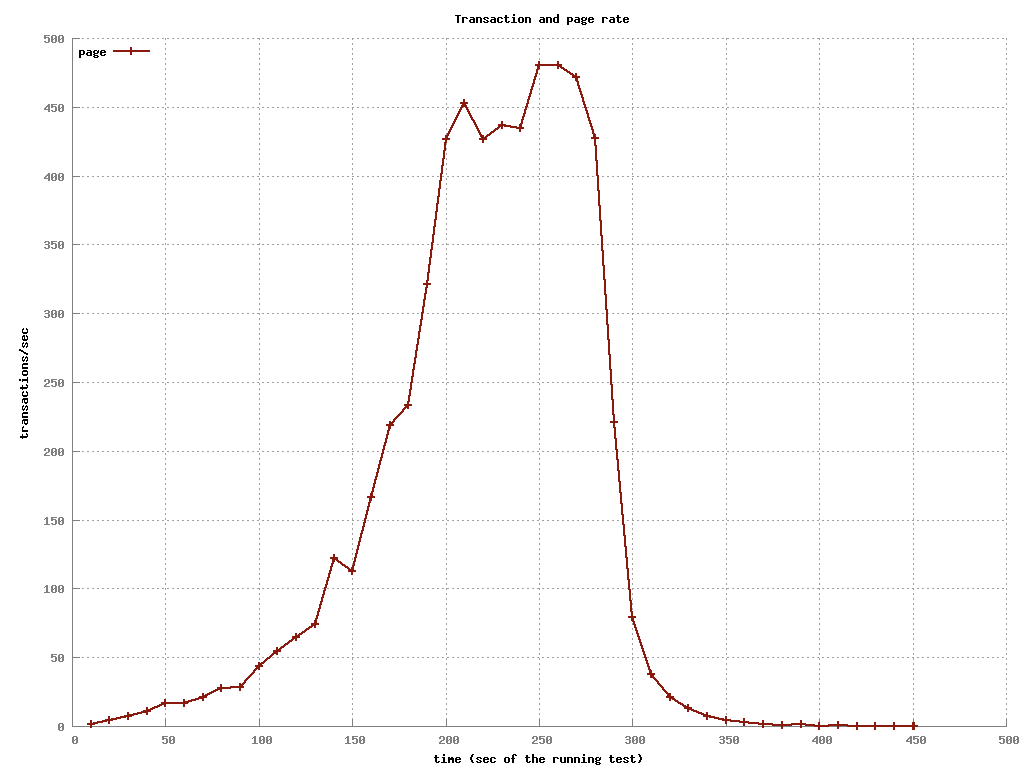 Transaction and page rate
page
500
450
400
350
300
250
200
150
100
50
0
transactions/sec
0 50 100 150 200 250 300 350 400 450 500
time (sec of the running test)